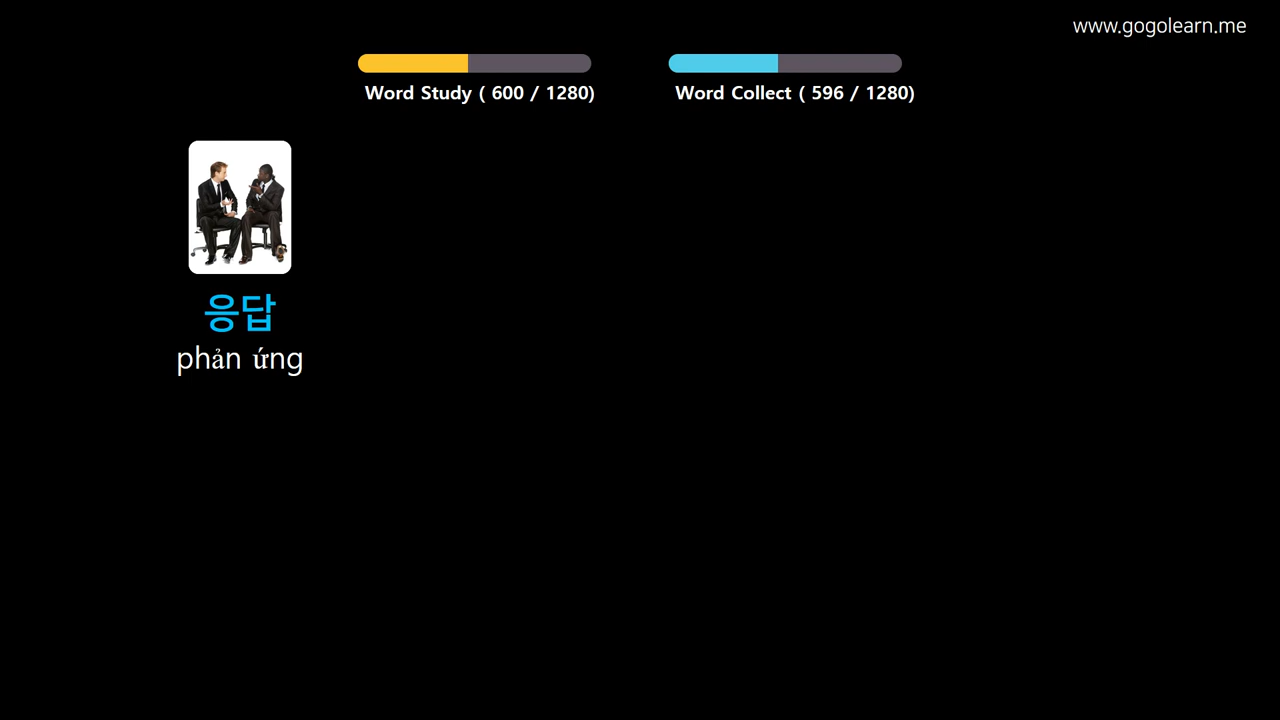 www.gogolearn.me
Word Study ( 600 / 1280)
Word Collect ( 596 / 1280)
응답
phản ứng